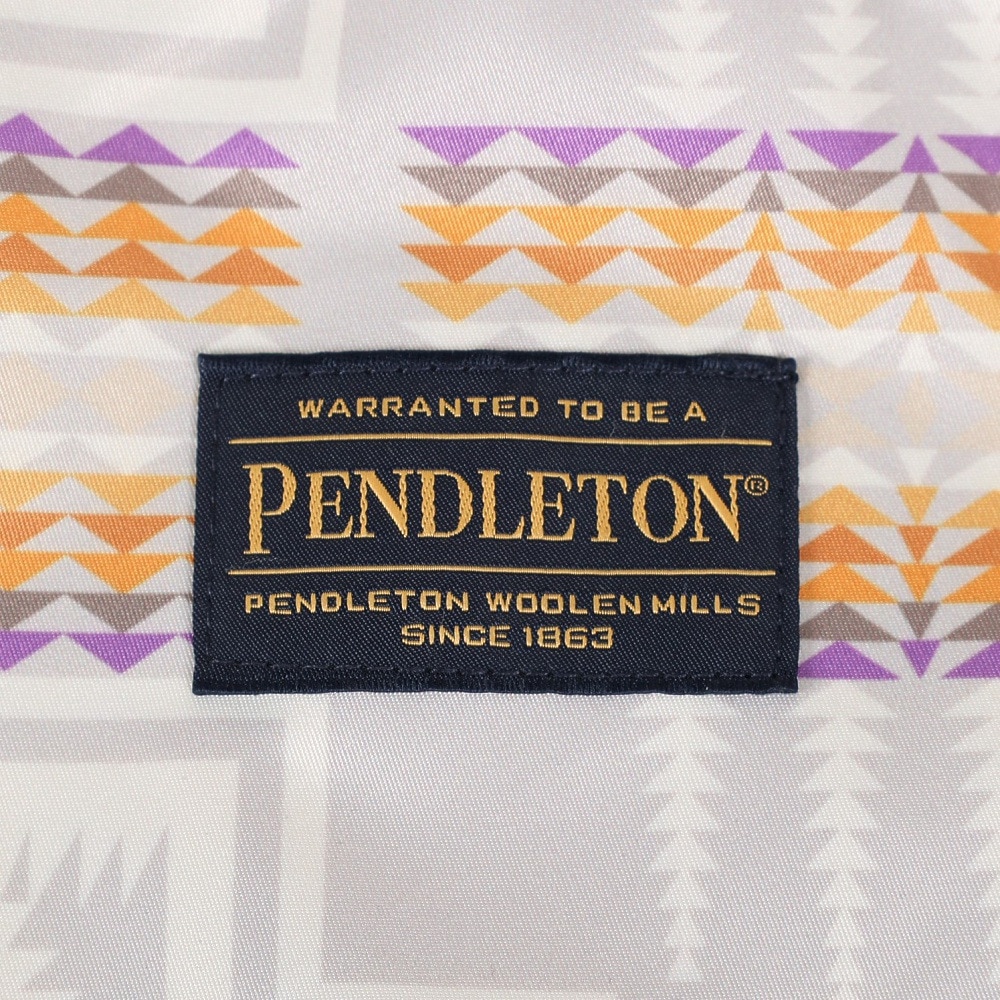 WARRANTED TO BE A
PENDLETON®
PENDLETON WOOLEN MILLS
SINCE 1863